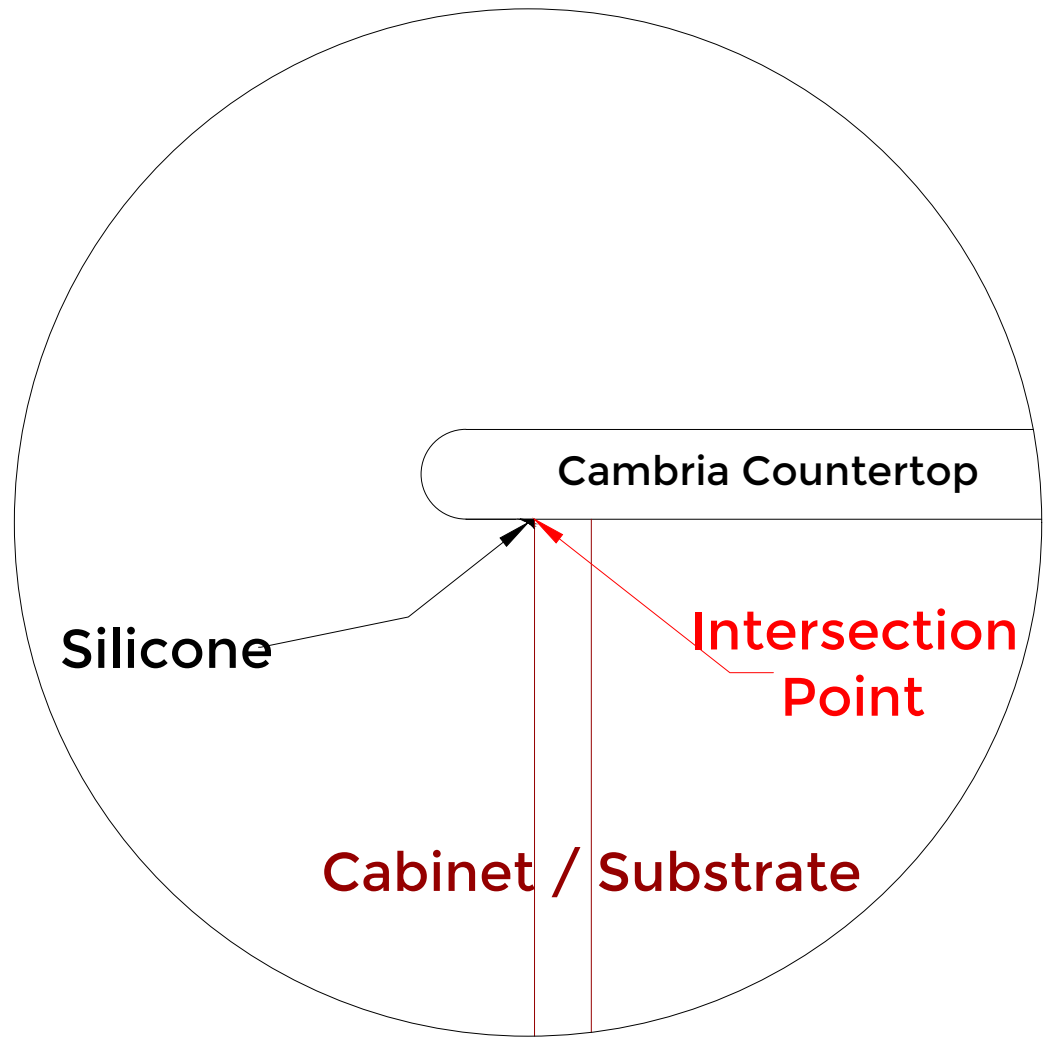 Cambria Countertop
Silicone
Intersection
Point
Cabinet / Substrate